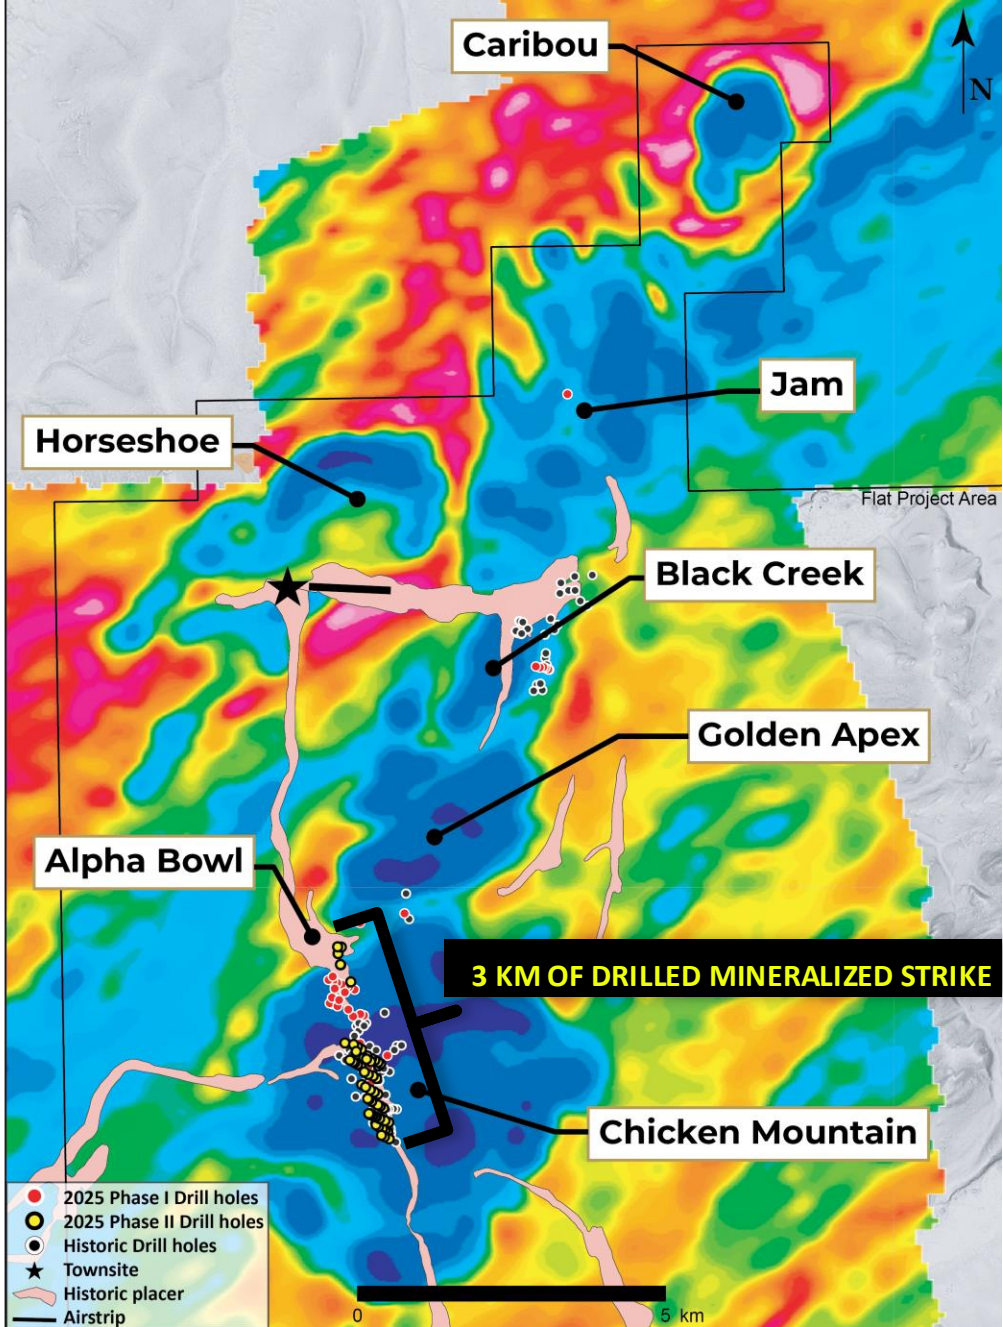 Caribou
N
Jam
Horseshoe
Flat Project Area
Black Creek
Golden Apex
Alpha Bowl
3 KM OF DRILLED MINERALIZED STRIKE
Chicken Mountain
2025 Phase I Drill holes
2025 Phase II Drill holes
Historic Drill holes
Townsite
Historic placer
Airstrip
0 5 km